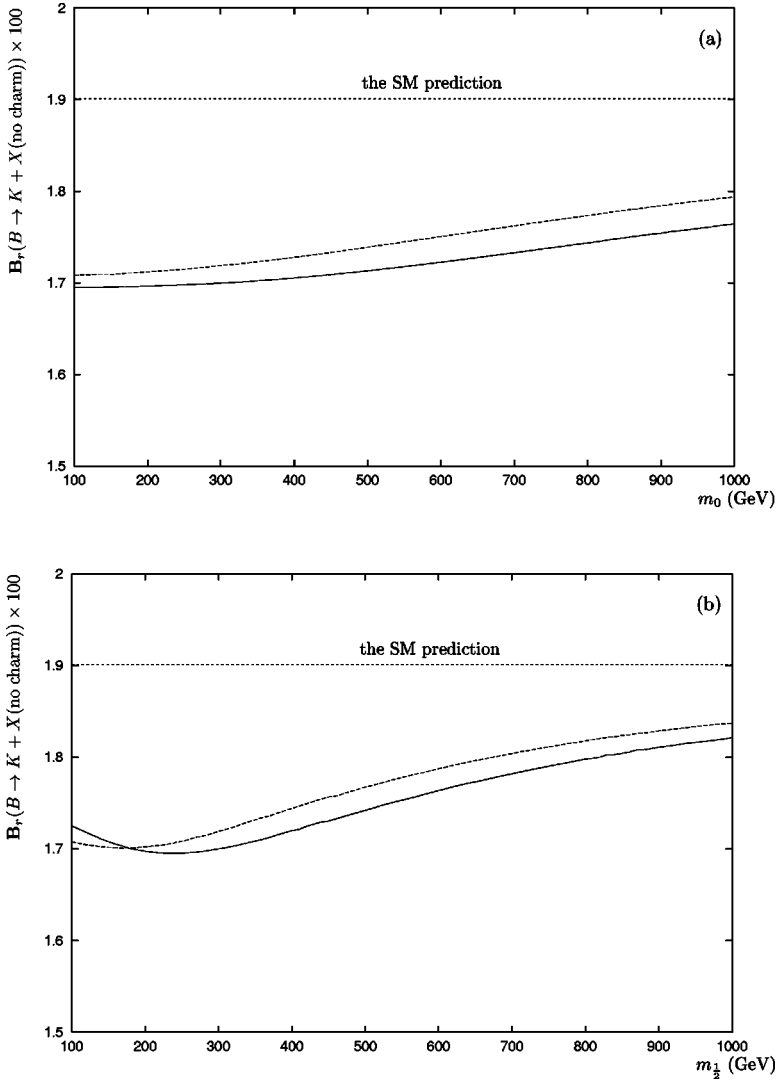 2
(a)
the SM prediction
1.9
1.8
B_r(B → K + X(no charm)) × 100
1.7
1.6
1.5
100 200 300 400 500 600 700 800 900 1000
m_0 (GeV)
2
(b)
the SM prediction
1.9
1.8
B_r(B → K + X(no charm)) × 100
1.7
1.6
1.5
100 200 300 400 500 600 700 800 900 1000
m_{1/2} (GeV)